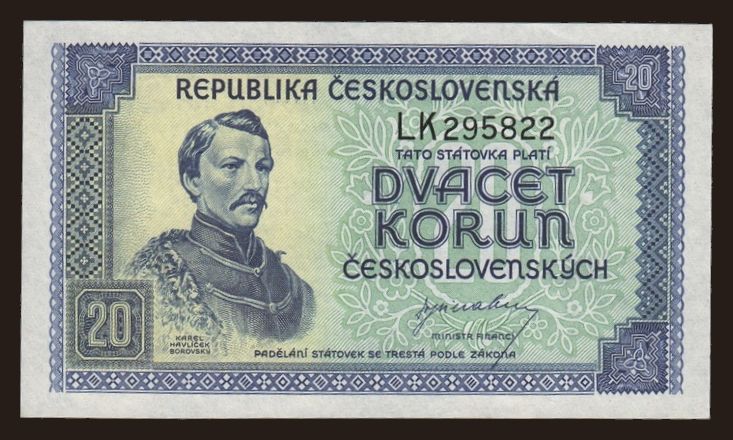 20
REPUBLIKA ČESKOSLOVENSKÁ
LK295822
TATO STÁTOVKA PLATÍ
DVACET
KORUN
ČESKOSLOVENSKÝCH
MINISTR FINANCÍ
20
KAREL
HAVLÍČEK
BOROVSKÝ
PADĚLÁNÍ STÁTOVEK SE TRESTÁ PODLE ZÁKONA